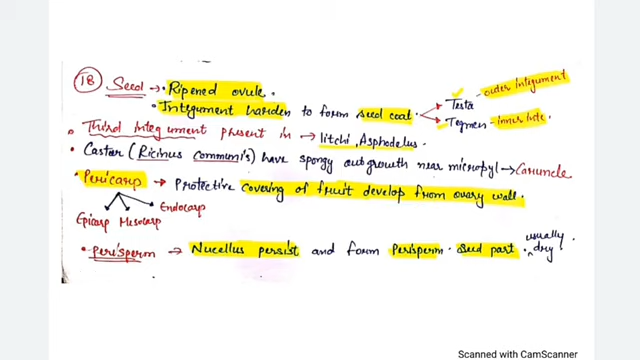 18 Seed → • Ripened ovule.
• Integument harden to form seed coat
Testa - outer integument
Tegmen - inner inte
• Third integument present in → litchi, Asphodelus.
• Castar (Ricinus communis) have spongy outgrowth near micropyl → Caruncle
• Pericarp → Protective covering of fruit develop from ovary wall.
Epicarp Mesocarp Endocarp
• Perisperm → Nucellus persist and form Perisperm. Seed part. usually dry.
Scanned with CamScanner